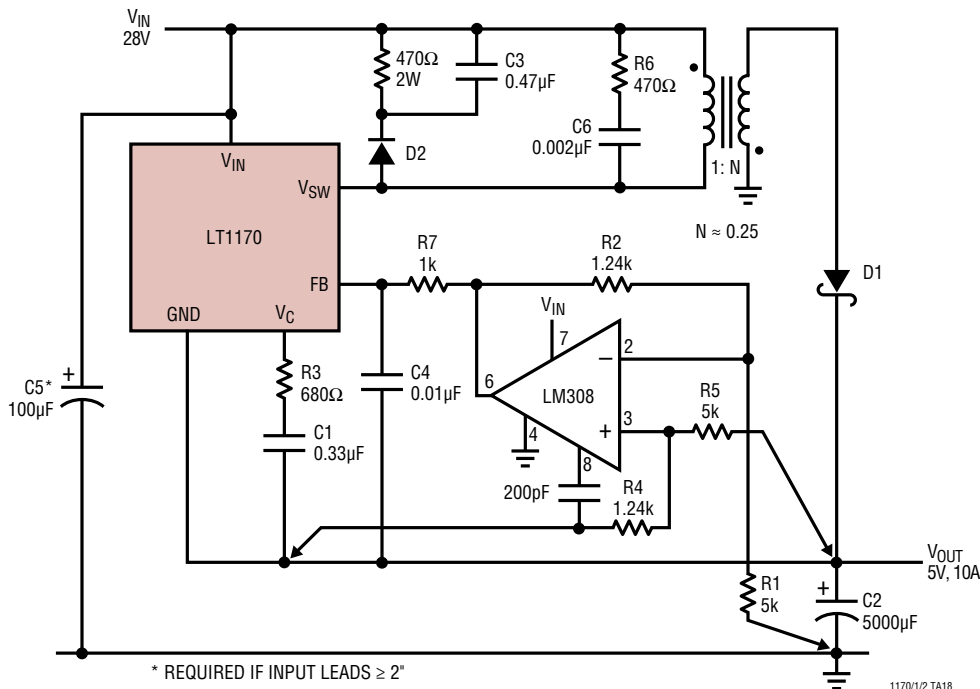 VIN
28V
470Ω
2W
C3
0.47µF
R6
470Ω
C6
0.002µF
D2
1: N
N ≈ 0.25
VIN
VSW
LT1170
FB
GND
VC
R7
1k
R2
1.24k
D1
VIN
7
2
–
6
LM308
3
+
4
8
R5
5k
C5*
100µF
+
R3
680Ω
C4
0.01µF
C1
0.33µF
200pF
R4
1.24k
VOUT
5V, 10A
R1
5k
+
C2
5000µF
* REQUIRED IF INPUT LEADS ≥ 2"
1170/1/2 TA18